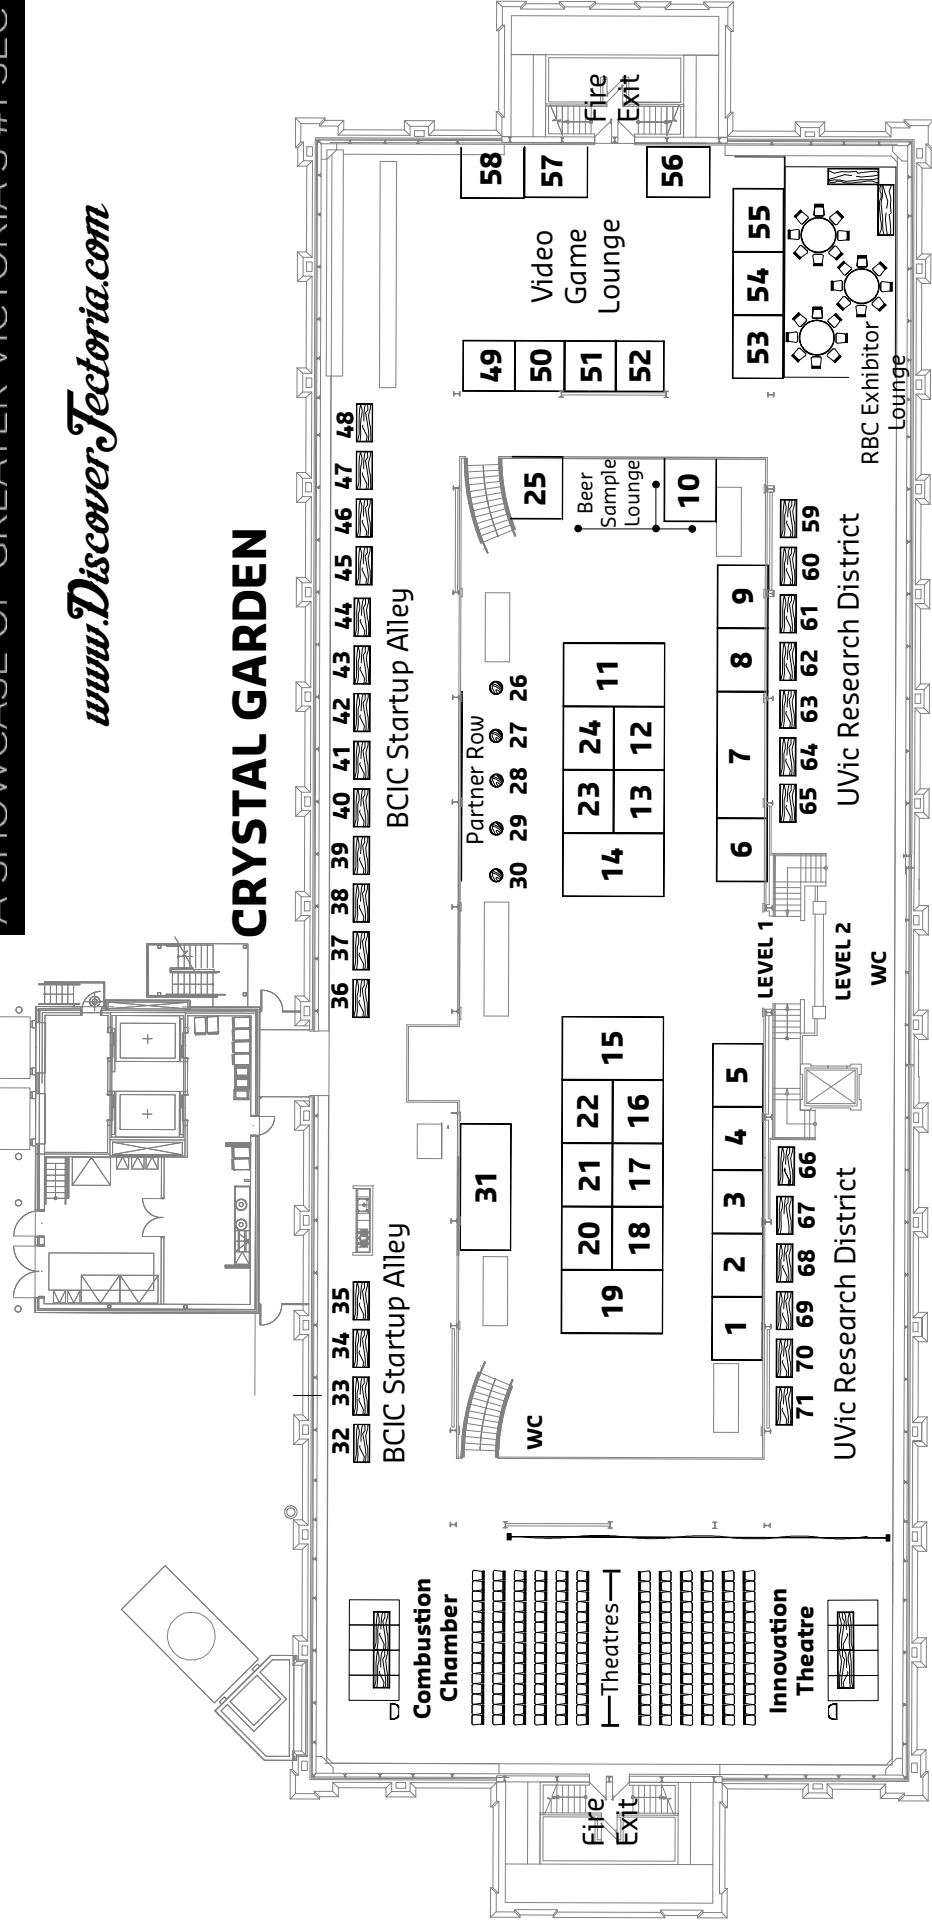 A SHOWCASE OF GREATER VICTORIA'S #1 SEC
www.DiscoverTectoria.com
CRYSTAL GARDEN
32 33 34 35 36 37 38 39 40 41 42 43 44 45 46 47 48
BCIC Startup Alley
BCIC Startup Alley
Combustion
Chamber
Theatres
Innovation
Theatre
Fire
Exit
WC
31
Partner Row
30 29 28 27 26
25
Beer
Sample
Lounge
10
49
50
51
52
Video
Game
Lounge
58
57
56
Fire
Exit
20 21 22
19 15
18 17 16
23 24
14 11
13 12
1 2 3 4 5
6 7 8 9
53 54 55
LEVEL 1
LEVEL 2
WC
71 70 69 68 67 66
UVic Research District
65 64 63 62 61 60 59
UVic Research District
RBC Exhibitor
Lounge